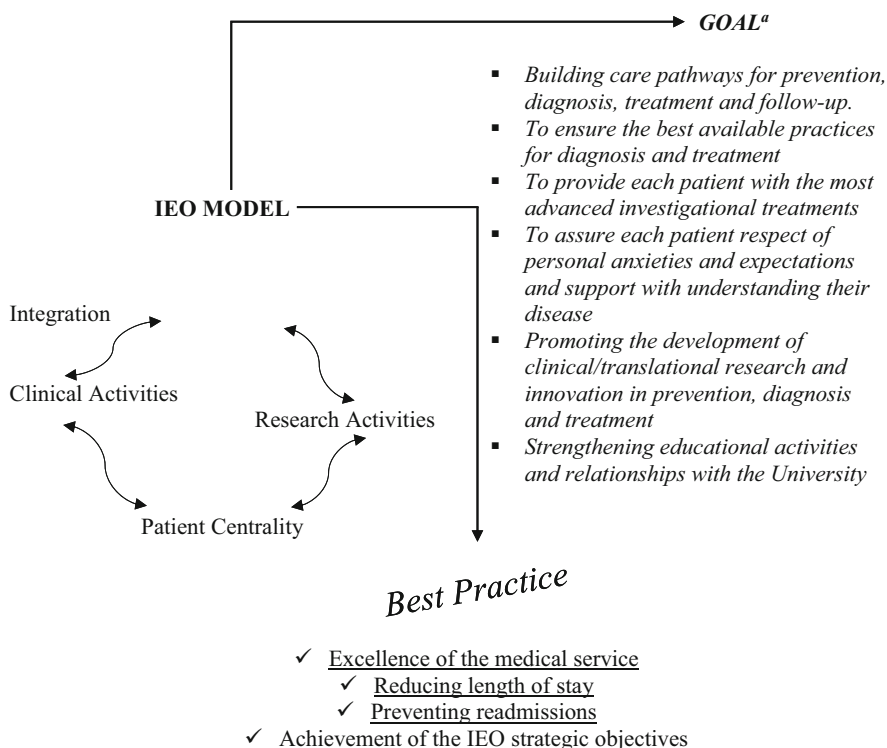 GOALᵃ
▪ Building care pathways for prevention,
diagnosis, treatment and follow-up.
▪ To ensure the best available practices
for diagnosis and treatment
▪ To provide each patient with the most
advanced investigational treatments
▪ To assure each patient respect of
personal anxieties and expectations
and support with understanding their
disease
▪ Promoting the development of
clinical/translational research and
innovation in prevention, diagnosis
and treatment
▪ Strengthening educational activities
and relationships with the University
IEO MODEL
Integration
Clinical Activities
Research Activities
Patient Centrality
Best Practice
✓ Excellence of the medical service
✓ Reducing length of stay
✓ Preventing readmissions
✓ Achievement of the IEO strategic objectives